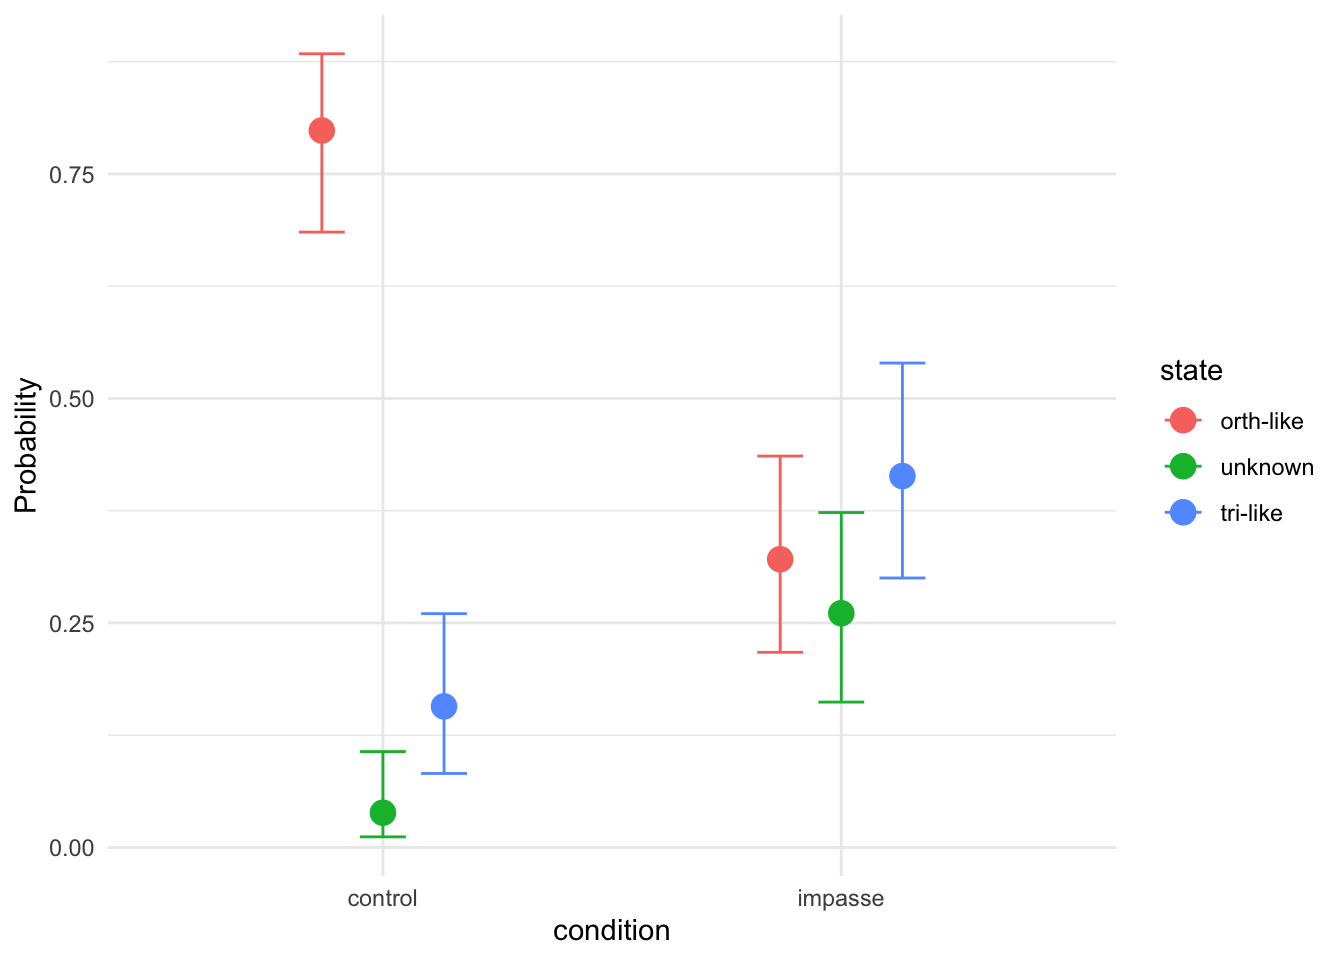 0.75
0.50
0.25
0.00
Probability
control
impasse
condition
state
orth-like
unknown
tri-like